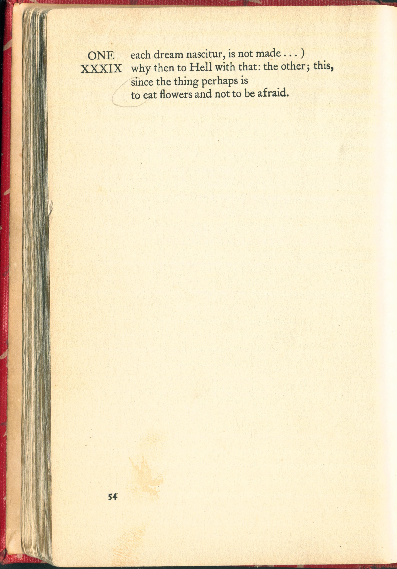 ONE each dream nascitur, is not made . . . )
XXXIX why then to Hell with that: the other; this,
since the thing perhaps is
to eat flowers and not to be afraid.
54